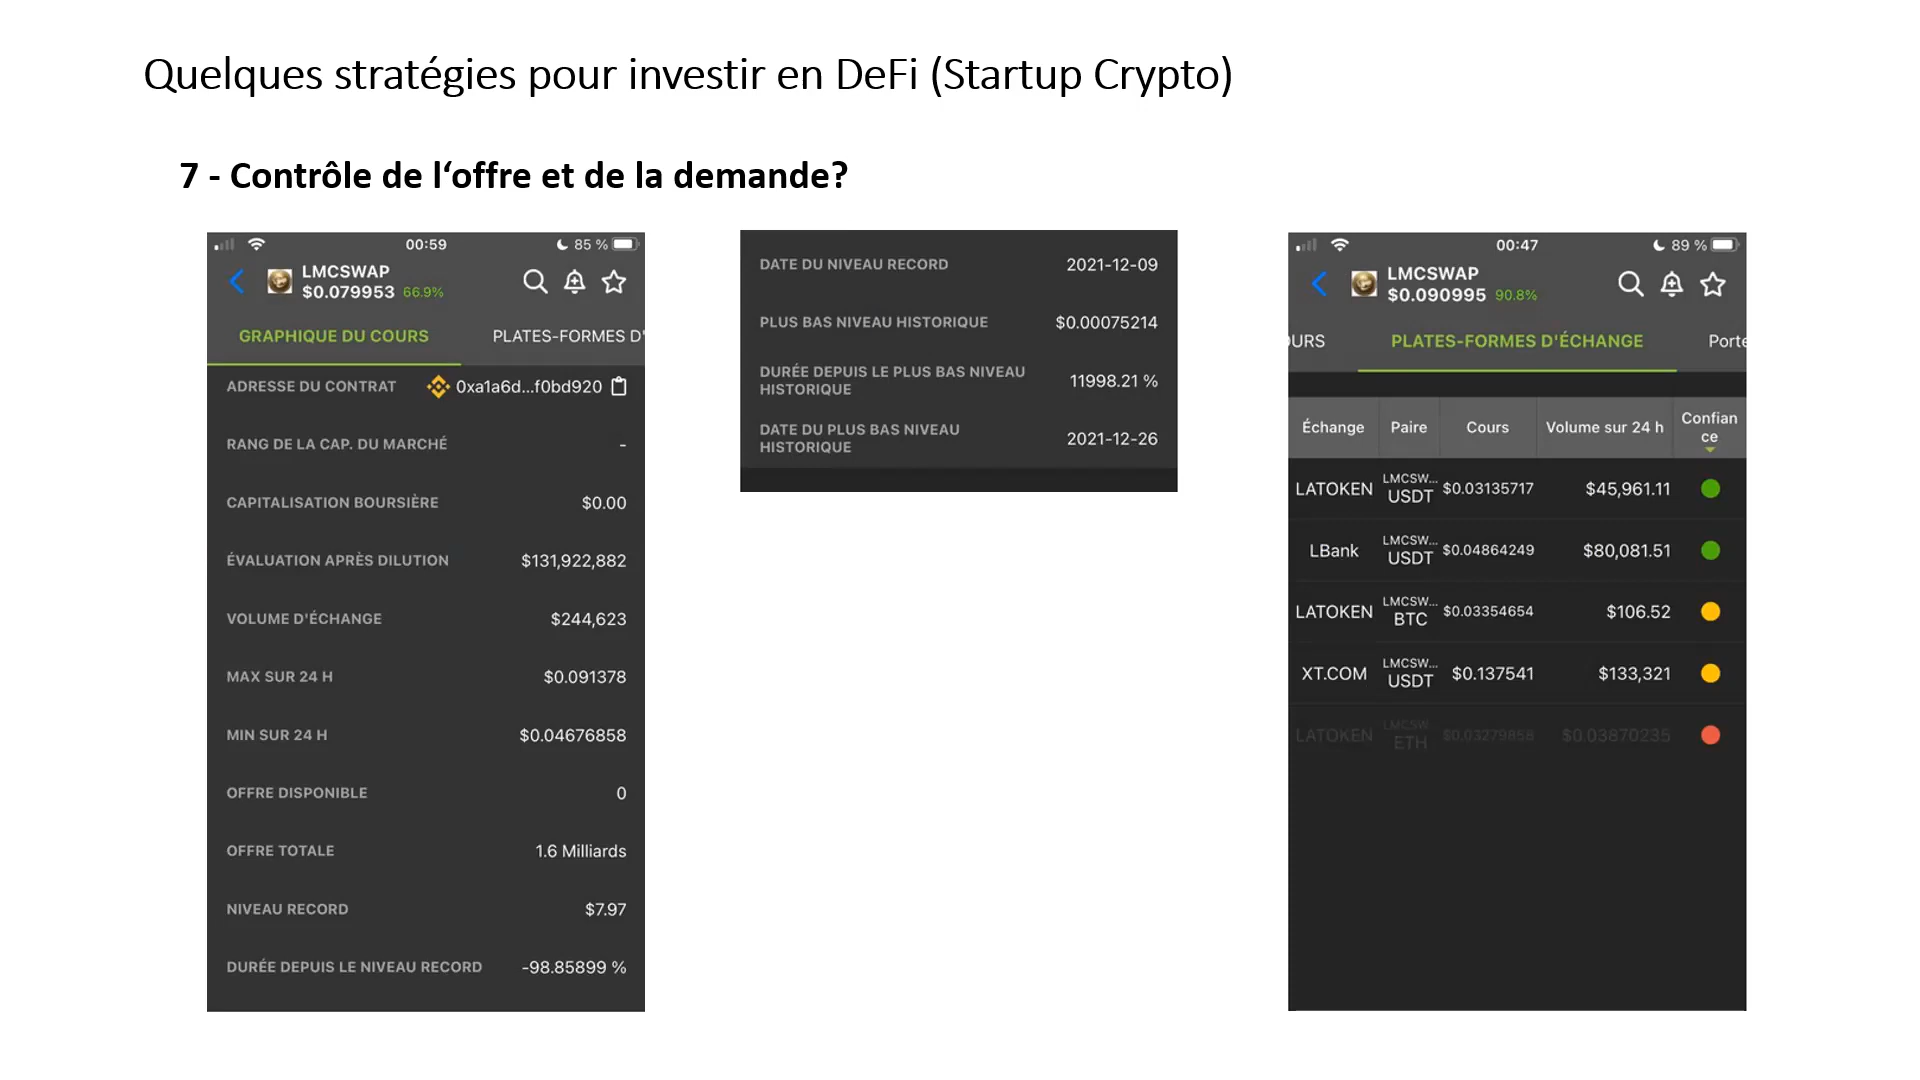 Quelques stratégies pour investir en DeFi (Startup Crypto)
7 - Contrôle de l‘offre et de la demande?
00:59
85 %
LMCSWAP
$0.079953 66.9%
GRAPHIQUE DU COURS
PLATES-FORMES D'
ADRESSE DU CONTRAT 0xa1a6d...f0bd920
RANG DE LA CAP. DU MARCHÉ -
CAPITALISATION BOURSIÈRE $0.00
ÉVALUATION APRÈS DILUTION $131,922,882
VOLUME D'ÉCHANGE $244,623
MAX SUR 24 H $0.091378
MIN SUR 24 H $0.04676858
OFFRE DISPONIBLE 0
OFFRE TOTALE 1.6 Milliards
NIVEAU RECORD $7.97
DURÉE DEPUIS LE NIVEAU RECORD -98.85899 %
DATE DU NIVEAU RECORD 2021-12-09
PLUS BAS NIVEAU HISTORIQUE $0.00075214
DURÉE DEPUIS LE PLUS BAS NIVEAU
HISTORIQUE
11998.21 %
DATE DU PLUS BAS NIVEAU
HISTORIQUE
2021-12-26
00:47
89 %
LMCSWAP
$0.090995 90.8%
OURS
PLATES-FORMES D'ÉCHANGE
Porte
Échange Paire Cours Volume sur 24 h Confian
ce
LATOKEN LMCSW... USDT $0.03135717 $45,961.11
LBank LMCSW... USDT $0.04864249 $80,081.51
LATOKEN LMCSW... BTC $0.03354654 $106.52
XT.COM LMCSW... USDT $0.137541 $133,321
LATOKEN LMCSW... ETH $0.03279858 $0.03870235